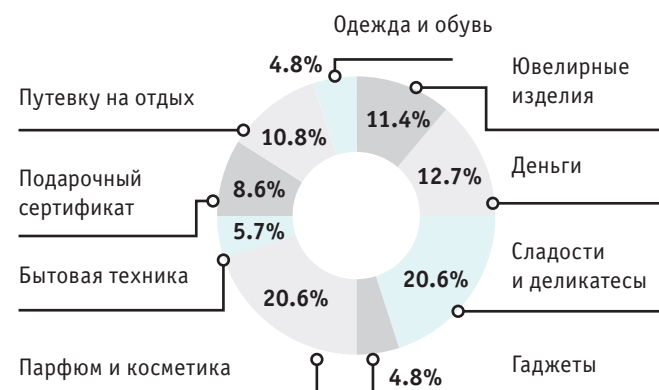 Одежда и обувь
4.8%
Ювелирные
изделия
11.4%
Путевку на отдых
10.8%
Деньги
12.7%
Подарочный
сертификат
8.6%
5.7%
Сладости
и деликатесы
20.6%
Бытовая техника
20.6%
Парфюм и косметика
Гаджеты
4.8%